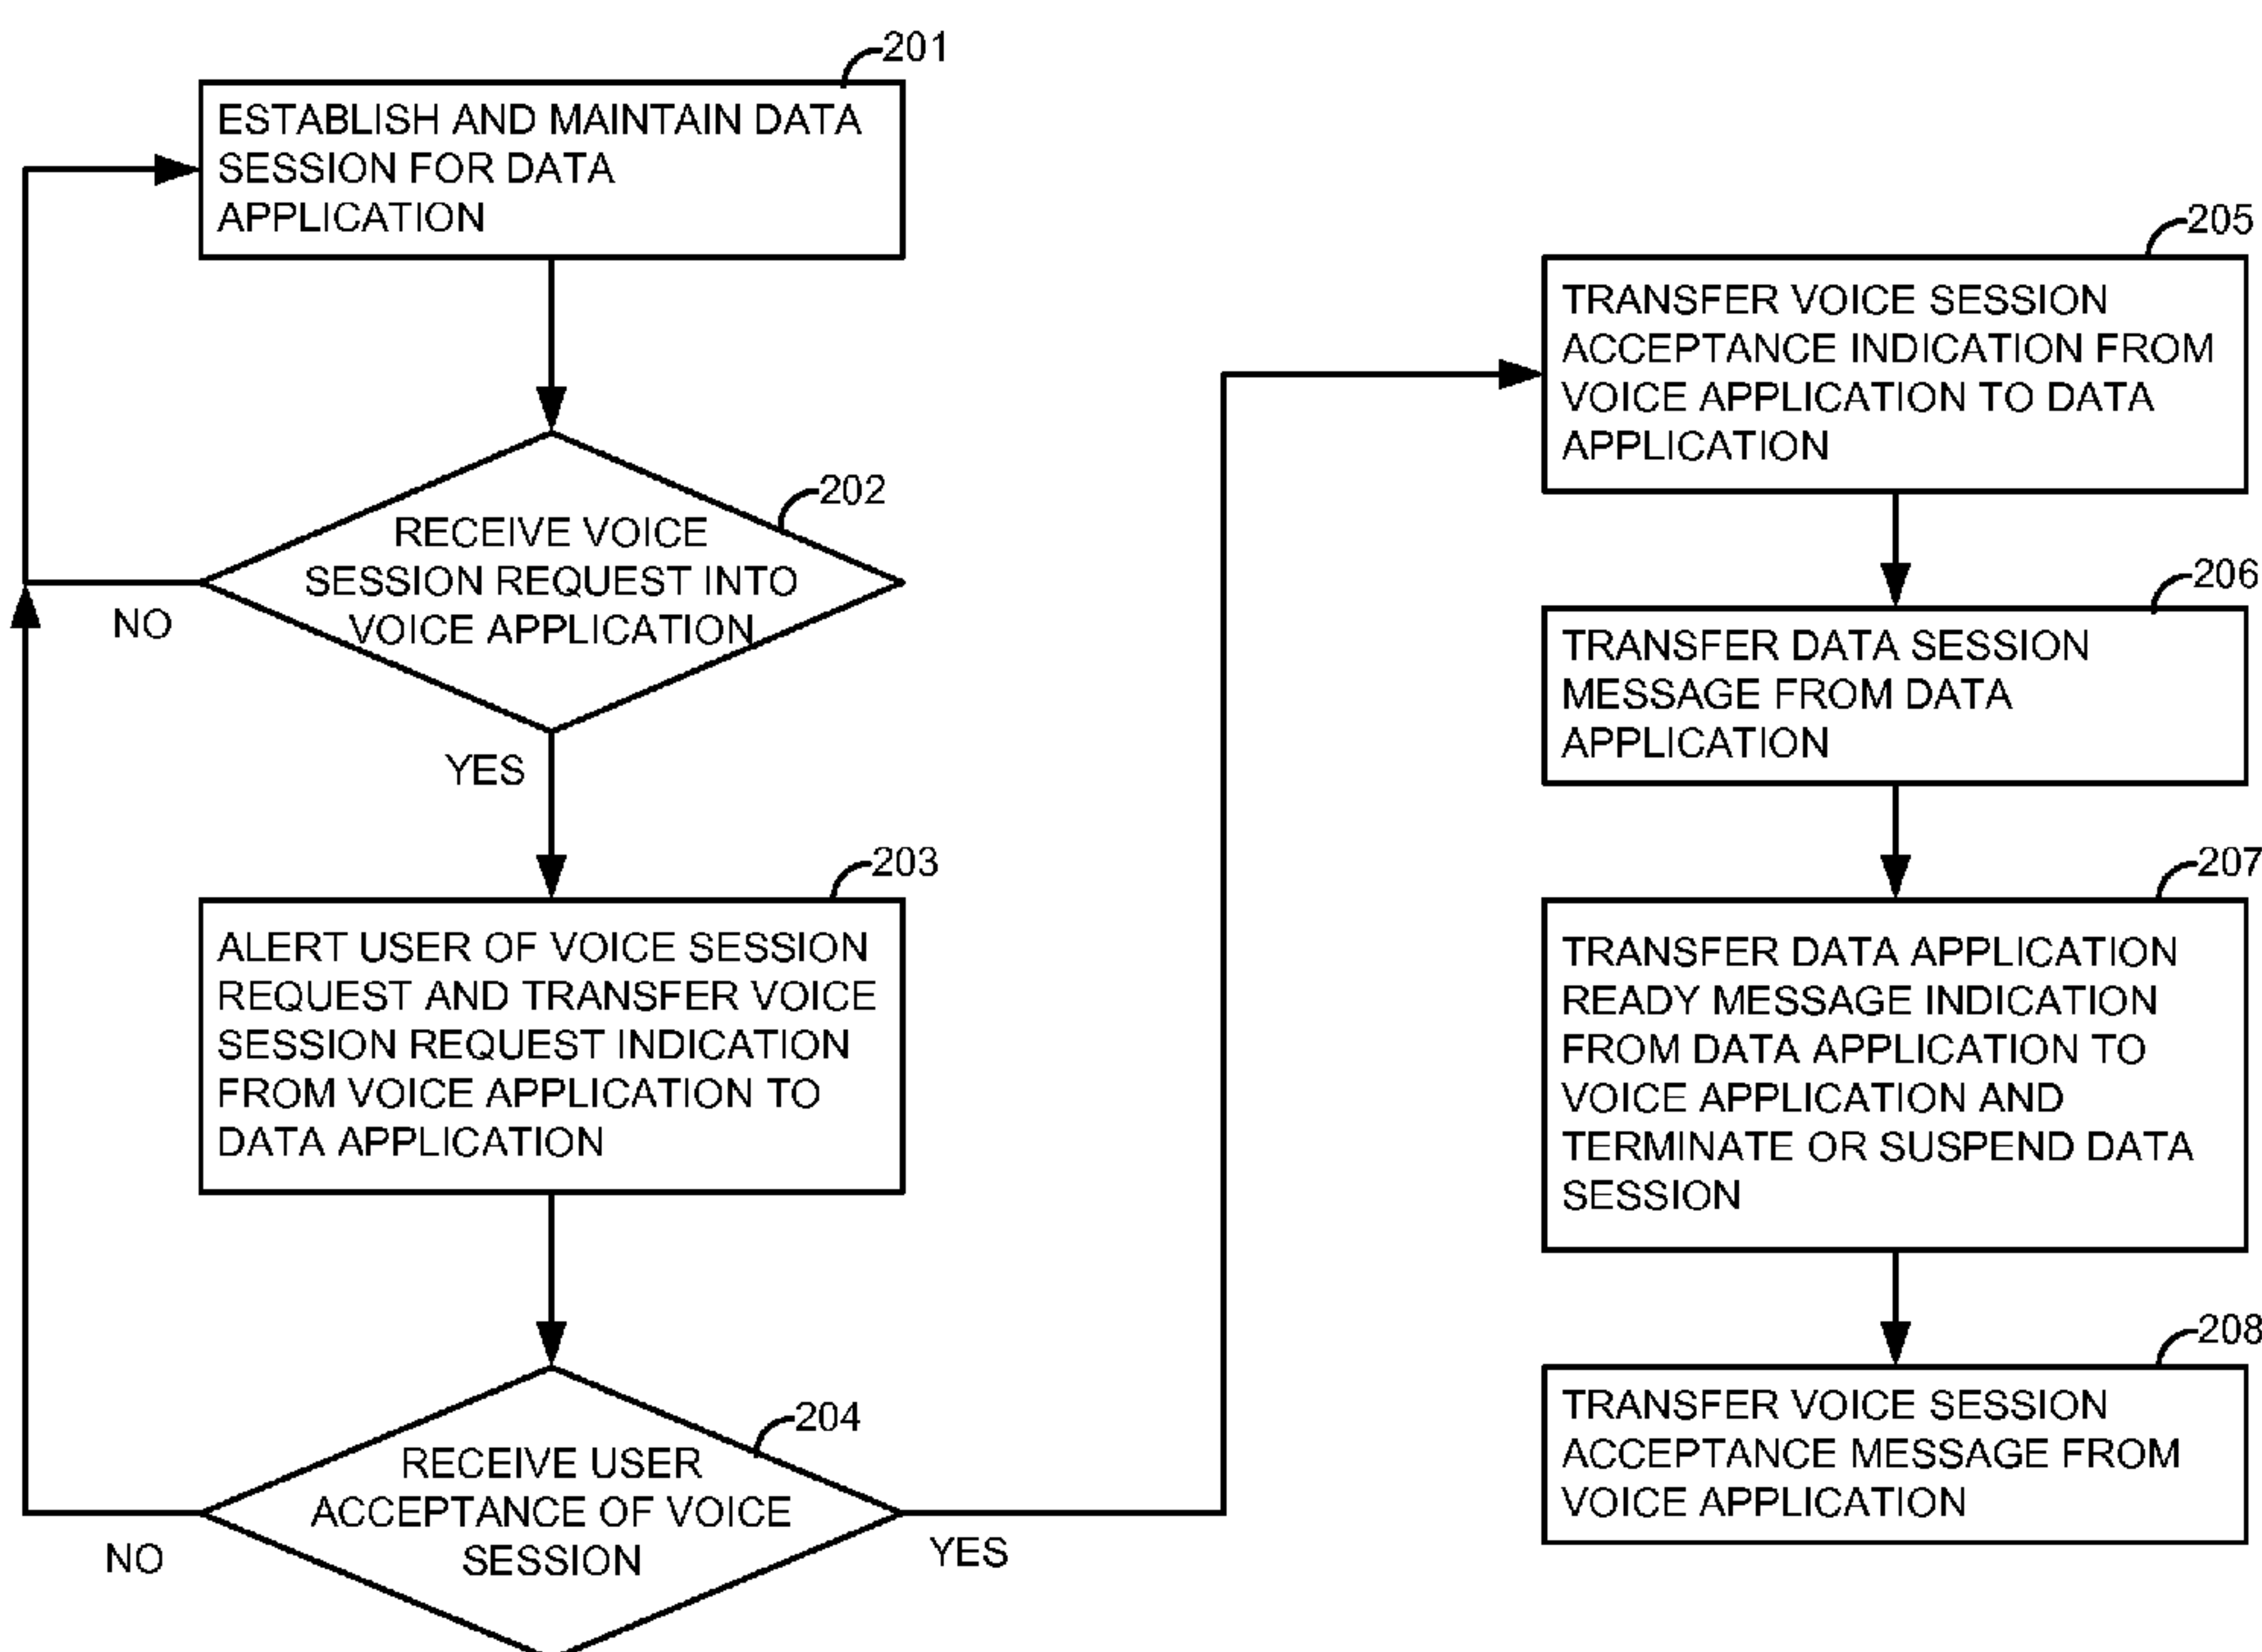 201
ESTABLISH AND MAINTAIN DATA
SESSION FOR DATA
APPLICATION
202
RECEIVE VOICE
SESSION REQUEST INTO
VOICE APPLICATION
NO
YES
203
ALERT USER OF VOICE SESSION
REQUEST AND TRANSFER VOICE
SESSION REQUEST INDICATION
FROM VOICE APPLICATION TO
DATA APPLICATION
204
RECEIVE USER
ACCEPTANCE OF VOICE
SESSION
NO
YES
205
TRANSFER VOICE SESSION
ACCEPTANCE INDICATION FROM
VOICE APPLICATION TO DATA
APPLICATION
206
TRANSFER DATA SESSION
MESSAGE FROM DATA
APPLICATION
207
TRANSFER DATA APPLICATION
READY MESSAGE INDICATION
FROM DATA APPLICATION TO
VOICE APPLICATION AND
TERMINATE OR SUSPEND DATA
SESSION
208
TRANSFER VOICE SESSION
ACCEPTANCE MESSAGE FROM
VOICE APPLICATION